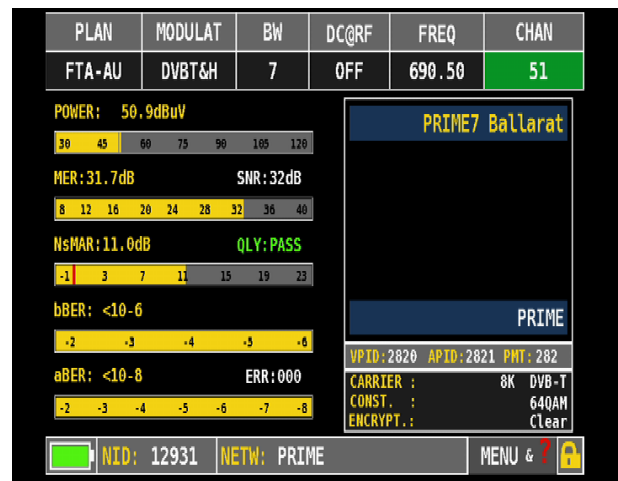 PLAN MODULAT BW DC@RF FREQ CHAN
FTA-AU DVBT&H 7 OFF 690.50 51
POWER: 50.9dBuV
30 45 60 75 90 105 120
MER:31.7dB SNR:32dB
8 12 16 20 24 28 32 36 40
NsMAR:11.0dB QLY:PASS
-1 3 7 11 15 19 23
bBER: <10-6
-2 -3 -4 -5 -6
aBER: <10-8 ERR:000
-2 -3 -4 -5 -6 -7 -8
PRIME7 Ballarat
PRIME
VPID:2820 APID:2821 PMT:282
CARRIER : 8K DVB-T
CONST. : 64QAM
ENCRYPT.: Clear
NID: 12931 NETW: PRIME MENU & ?